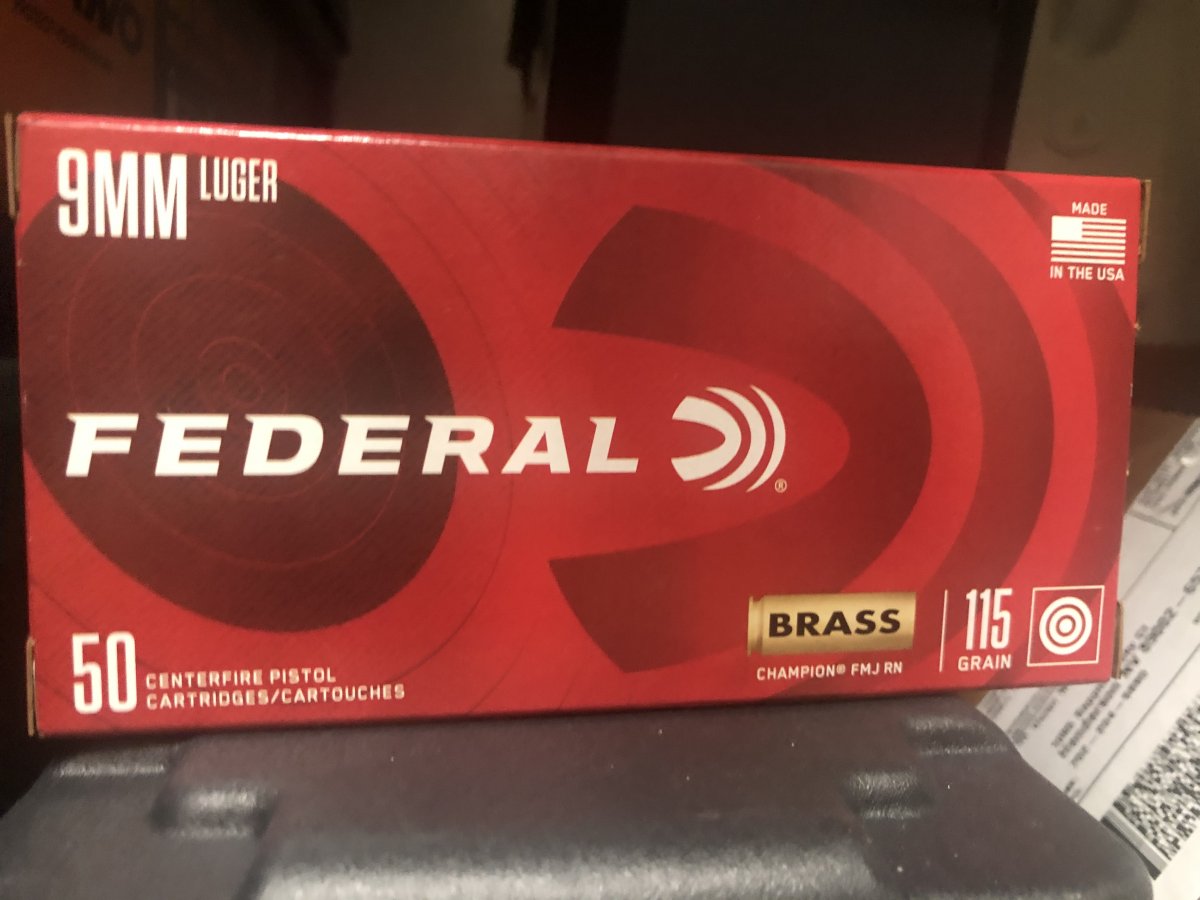 9MM LUGER
MADE
IN THE USA
FEDERAL ®
BRASS
CHAMPION® FMJ RN
115
GRAIN
50 CENTERFIRE PISTOL
CARTRIDGES/CARTOUCHES